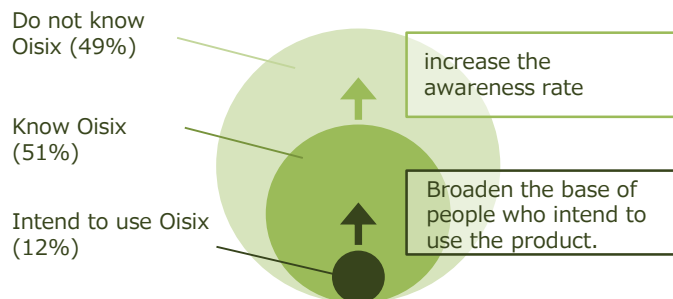 Do not know
Oisix (49%)
increase the
awareness rate
Know Oisix
(51%)
Broaden the base of
people who intend to
use the product.
Intend to use Oisix
(12%)